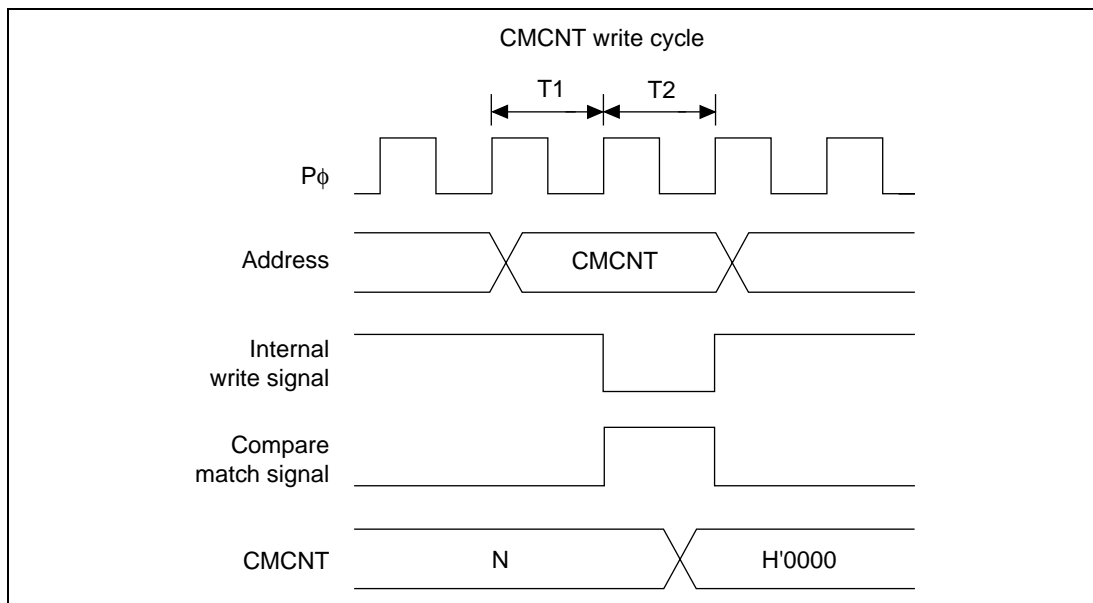 CMCNT write cycle
T1 T2
Pϕ
Address CMCNT
Internal
write signal
Compare
match signal
CMCNT N H'0000